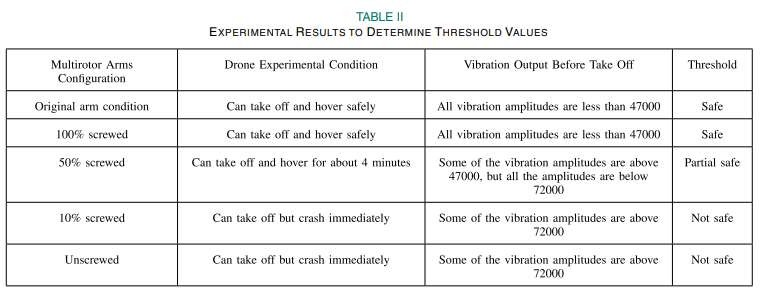 TABLE II
EXPERIMENTAL RESULTS TO DETERMINE THRESHOLD VALUES
Multirotor Arms
Configuration
Drone Experimental Condition
Vibration Output Before Take Off
Threshold
Original arm condition
Can take off and hover safely
All vibration amplitudes are less than 47000
Safe
100% screwed
Can take off and hover safely
All vibration amplitudes are less than 47000
Safe
50% screwed
Can take off and hover for about 4 minutes
Some of the vibration amplitudes are above
47000, but all the amplitudes are below
72000
Partial safe
10% screwed
Can take off but crash immediately
Some of the vibration amplitudes are above
72000
Not safe
Unscrewed
Can take off but crash immediately
Some of the vibration amplitudes are above
72000
Not safe